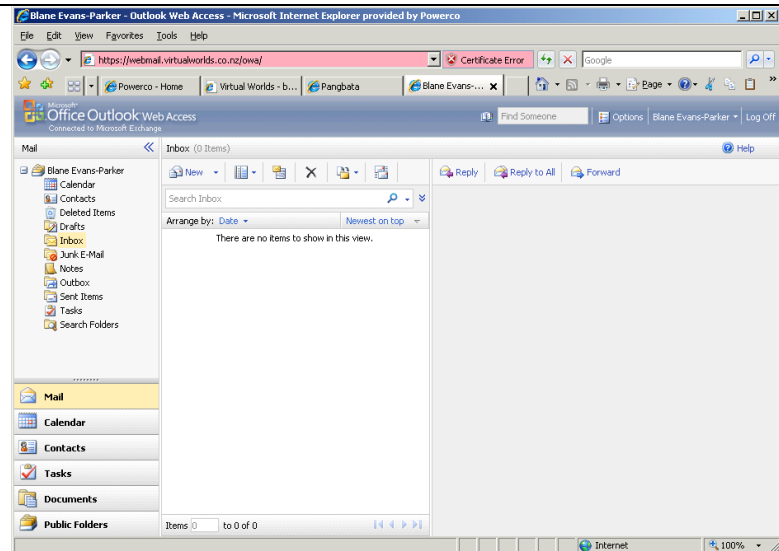 Blane Evans-Parker - Outlook Web Access - Microsoft Internet Explorer provided by Powerco
File Edit View Favorites Tools Help
https://webmail.virtualworlds.co.nz/owa/ Certificate Error Google
Powerco - Home Virtual Worlds - b... Pangbata Blane Evans-... Page
Microsoft
Office Outlook Web Access
Connected to Microsoft Exchange
Find Someone Options Blane Evans-Parker Log Off
Mail Inbox (0 Items) Help
Blane Evans-Parker
Calendar
Contacts
Deleted Items
Drafts
Inbox
Junk E-Mail
Notes
Outbox
Sent Items
Tasks
Search Folders
New Reply Reply to All Forward
Search Inbox
Arrange by: Date Newest on top
There are no items to show in this view.
Mail
Calendar
Contacts
Tasks
Documents
Public Folders
Items 0 to 0 of 0
Internet 100%